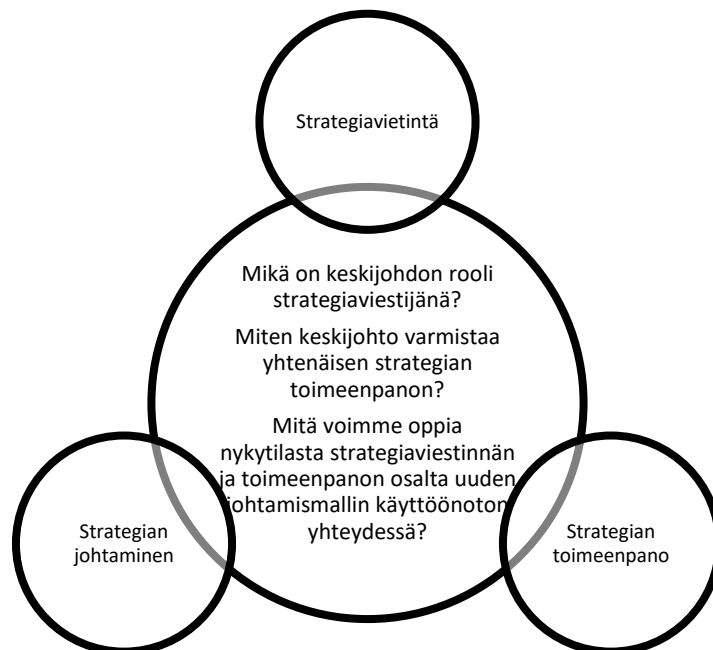 Strategiavietintä
Mikä on keskijohdon rooli
strategiaviestijänä?
Miten keskijohto varmistaa
yhtenäisen strategian
toimeenpanon?
Mitä voimme oppia
nykytilasta strategiaviestinnän
ja toimeenpanon osalta uuden
johtamismallin käyttöönoton
yhteydessä?
Strategian
johtaminen
Strategian
toimeenpano